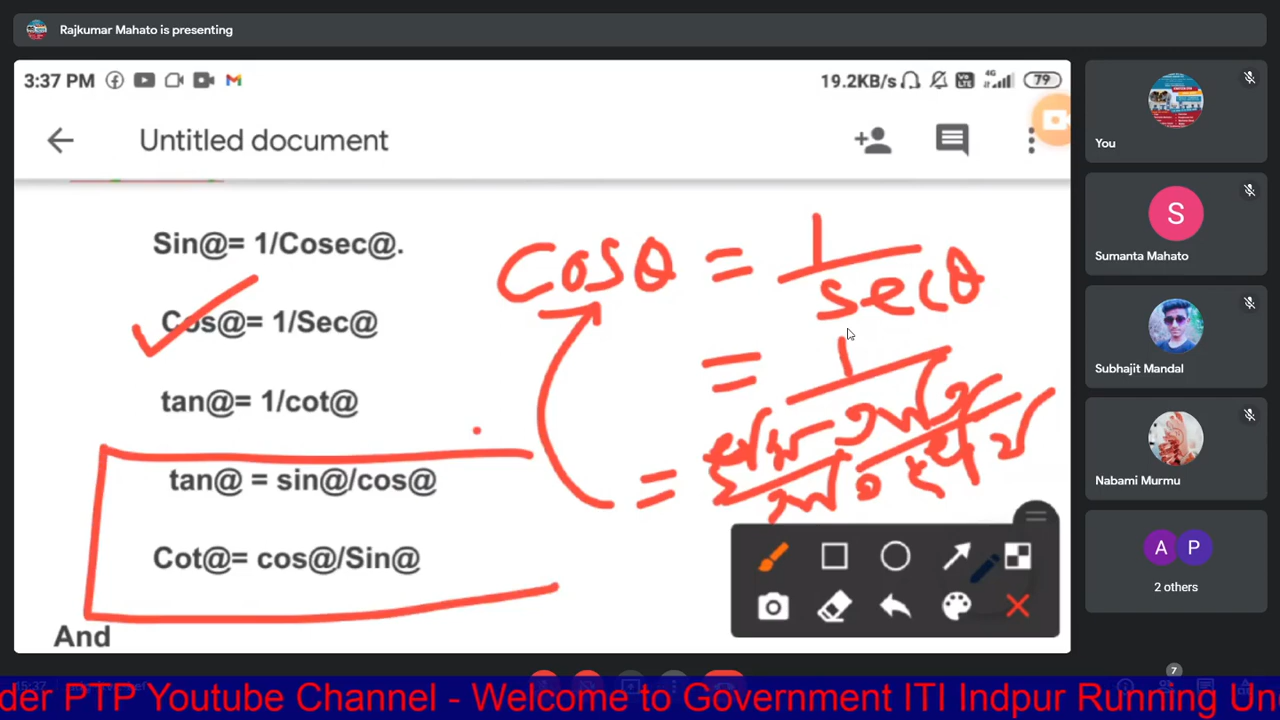 Rajkumar Mahato is presenting
3:37 PM
19.2KB/s
4G
79
Untitled document
Sin@= 1/Cosec@.
Cos@= 1/Sec@
tan@= 1/cot@
tan@ = sin@/cos@
Cot@= cos@/Sin@
And
Cosθ = 1/secθ
= 1
=
You
Sumanta Mahato
S
Subhajit Mandal
Nabami Murmu
A P
2 others
7
der PTP Youtube Channel - Welcome to Government ITI Indpur Running Un